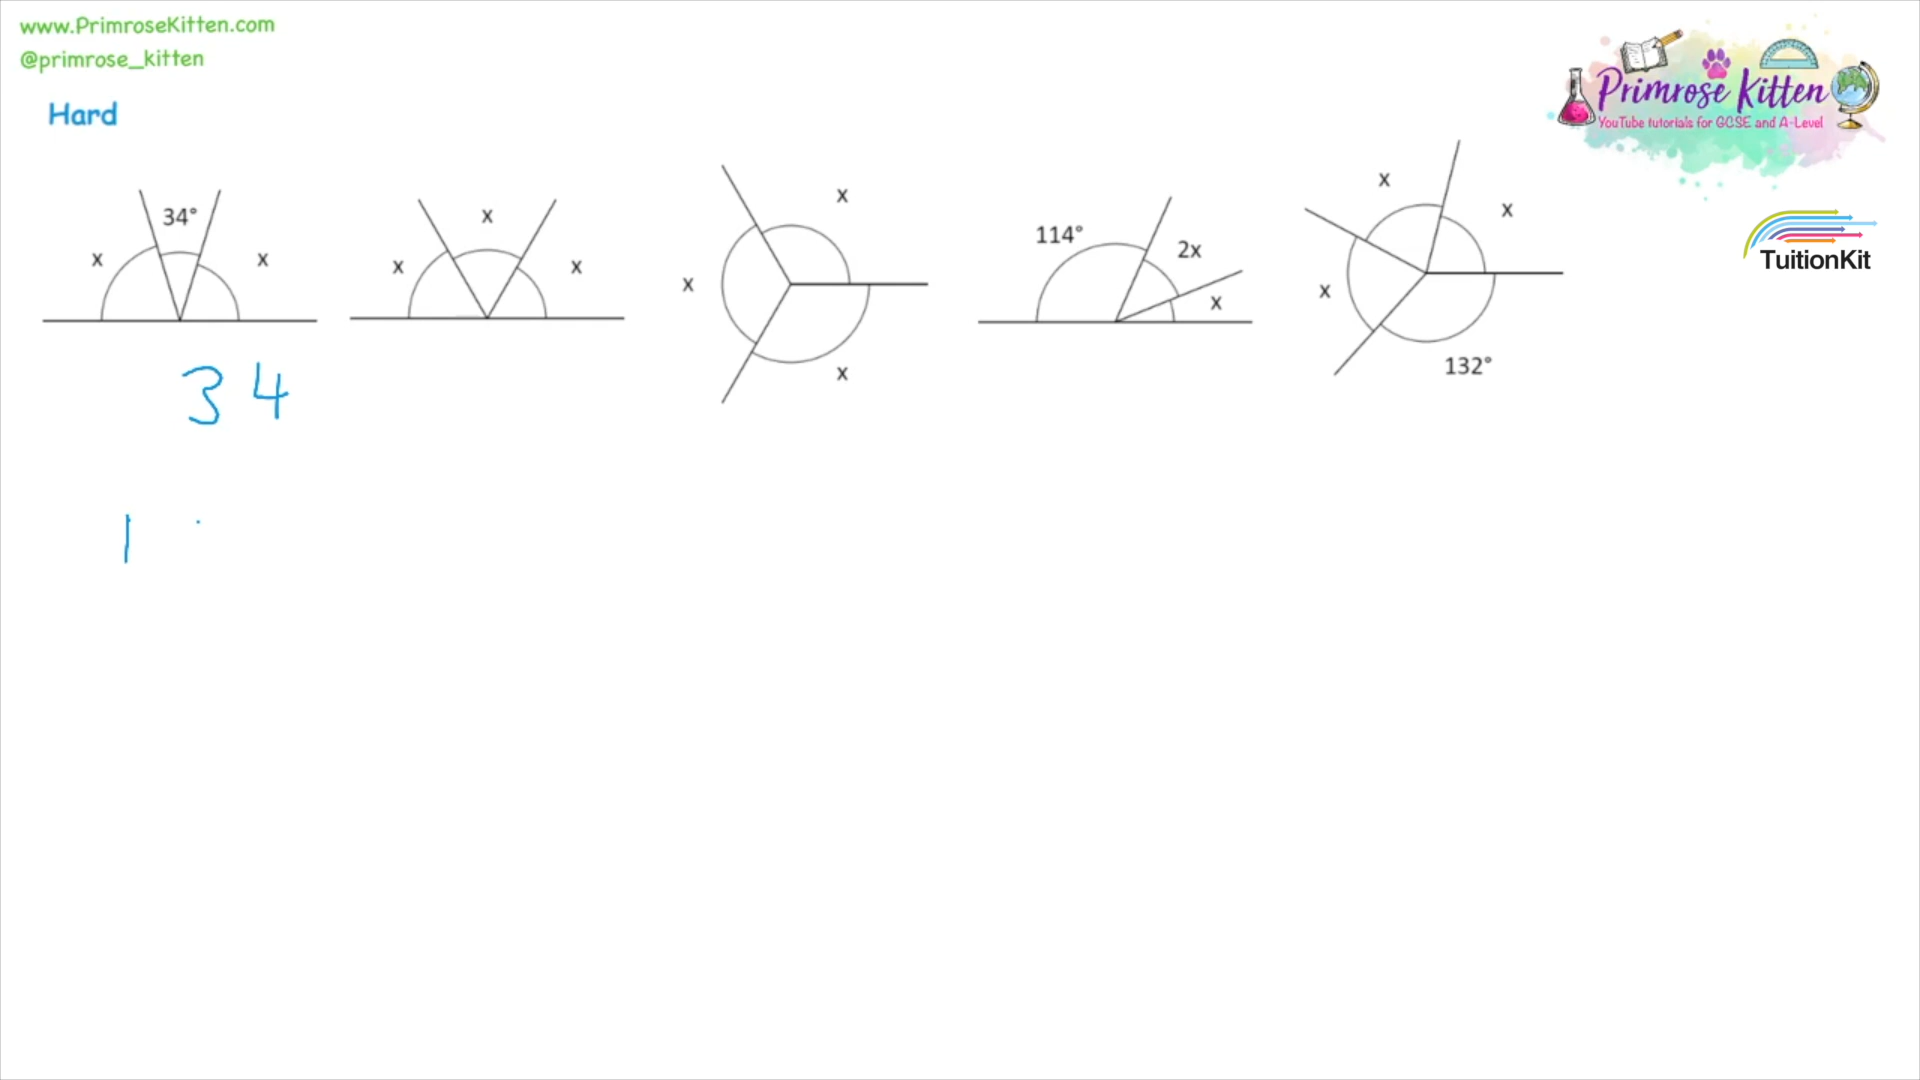 www.PrimroseKitten.com
@primrose_kitten
Primrose Kitten
YouTube tutorials for GCSE and A-Level
TuitionKit
Hard
x 34° x
x x x
x x x
114° 2x x
x x x 132°
34
1